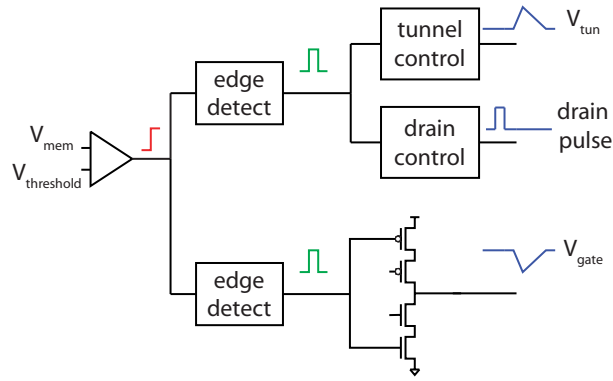 tunnel
control
V_tun
edge
detect
drain
control
drain
pulse
V_mem
V_threshold
edge
detect
V_gate